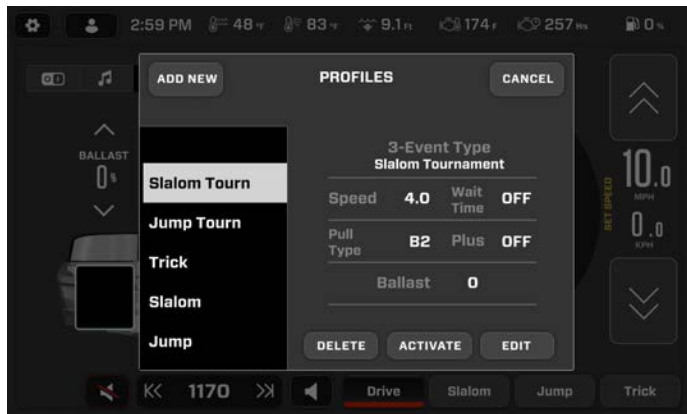 2:59 PM 48 °F 83 °F 9.1 Ft 174 F 257 Hrs 0 %
ADD NEW PROFILES CANCEL
BALLAST
0 %
Slalom Tourn
Jump Tourn
Trick
Slalom
Jump
3-Event Type
Slalom Tournament
Speed 4.0 Wait Time OFF
Pull Type B2 Plus OFF
Ballast 0
DELETE ACTIVATE EDIT
SET SPEED
10.0
MPH
0.0
KPH
1170 Drive Slalom Jump Trick